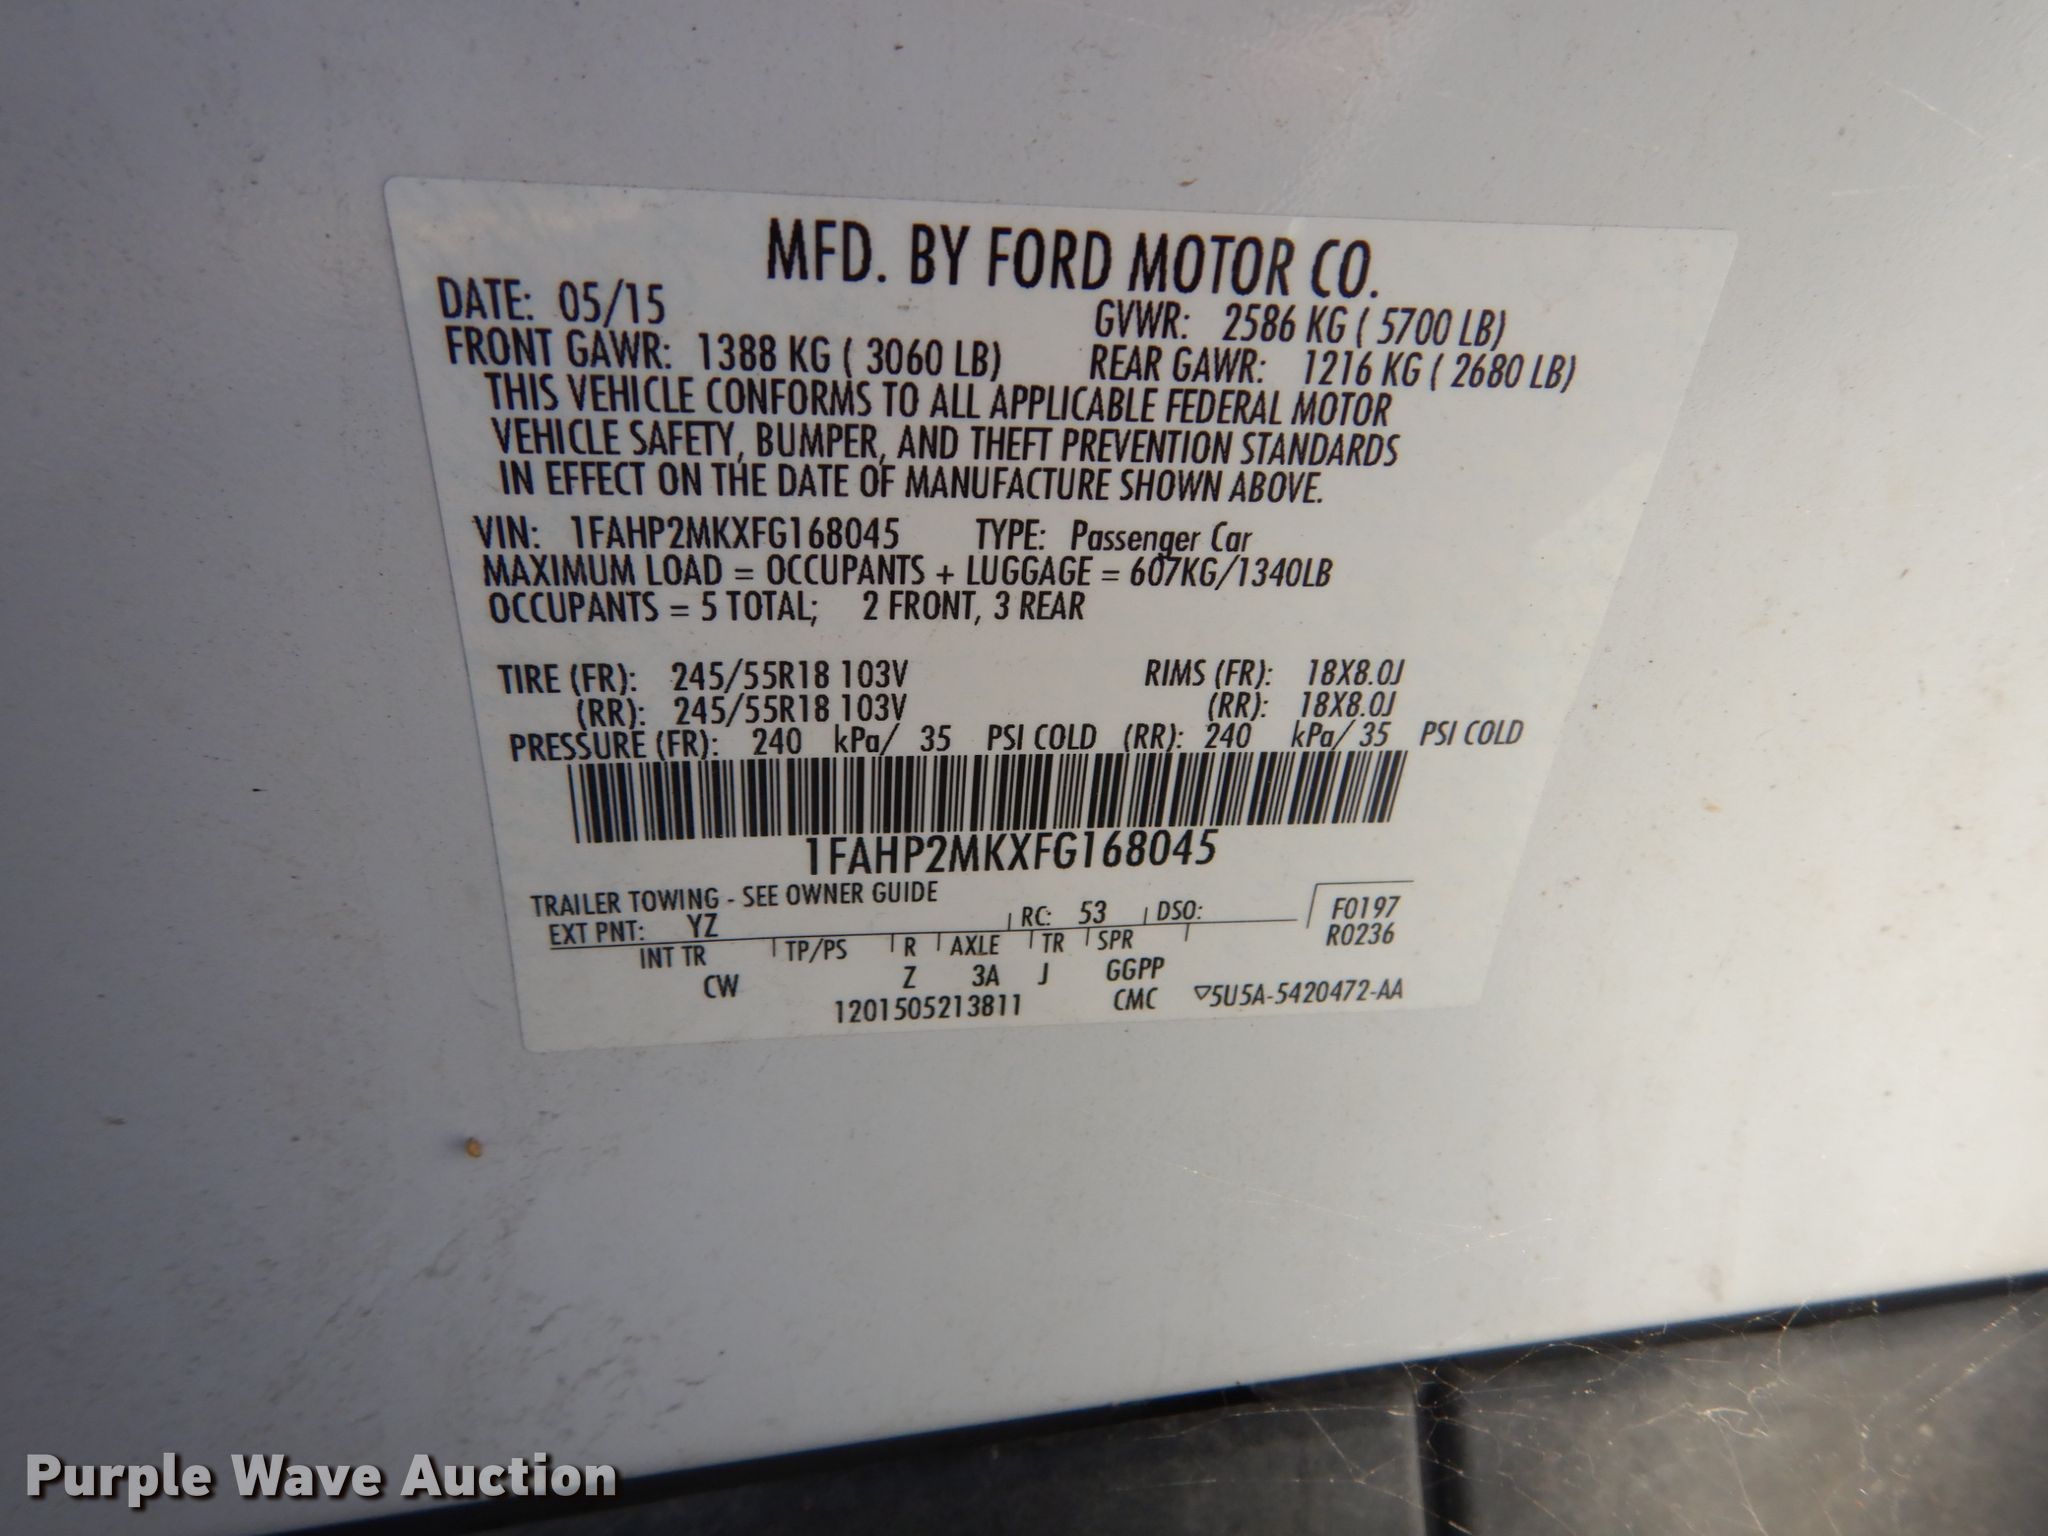 MFD. BY FORD MOTOR CO.
DATE: 05/15 GVWR: 2586 KG ( 5700 LB)
FRONT GAWR: 1388 KG ( 3060 LB) REAR GAWR: 1216 KG ( 2680 LB)
THIS VEHICLE CONFORMS TO ALL APPLICABLE FEDERAL MOTOR
VEHICLE SAFETY, BUMPER, AND THEFT PREVENTION STANDARDS
IN EFFECT ON THE DATE OF MANUFACTURE SHOWN ABOVE.
VIN: 1FAHP2MKXFG168045 TYPE: Passenger Car
MAXIMUM LOAD = OCCUPANTS + LUGGAGE = 607KG/1340LB
OCCUPANTS = 5 TOTAL; 2 FRONT, 3 REAR
TIRE (FR): 245/55R18 103V RIMS (FR): 18X8.0J
(RR): 245/55R18 103V (RR): 18X8.0J
PRESSURE (FR): 240 kPa/ 35 PSI COLD (RR): 240 kPa/ 35 PSI COLD
1FAHP2MKXFG168045
TRAILER TOWING - SEE OWNER GUIDE
EXT PNT: YZ RC: 53 DSO: F0197
R0236
INT TR TP/PS R AXLE TR SPR
CW Z 3A J GGPP
1201505213811 CMC ▽5U5A-5420472-AA
Purple Wave Auction